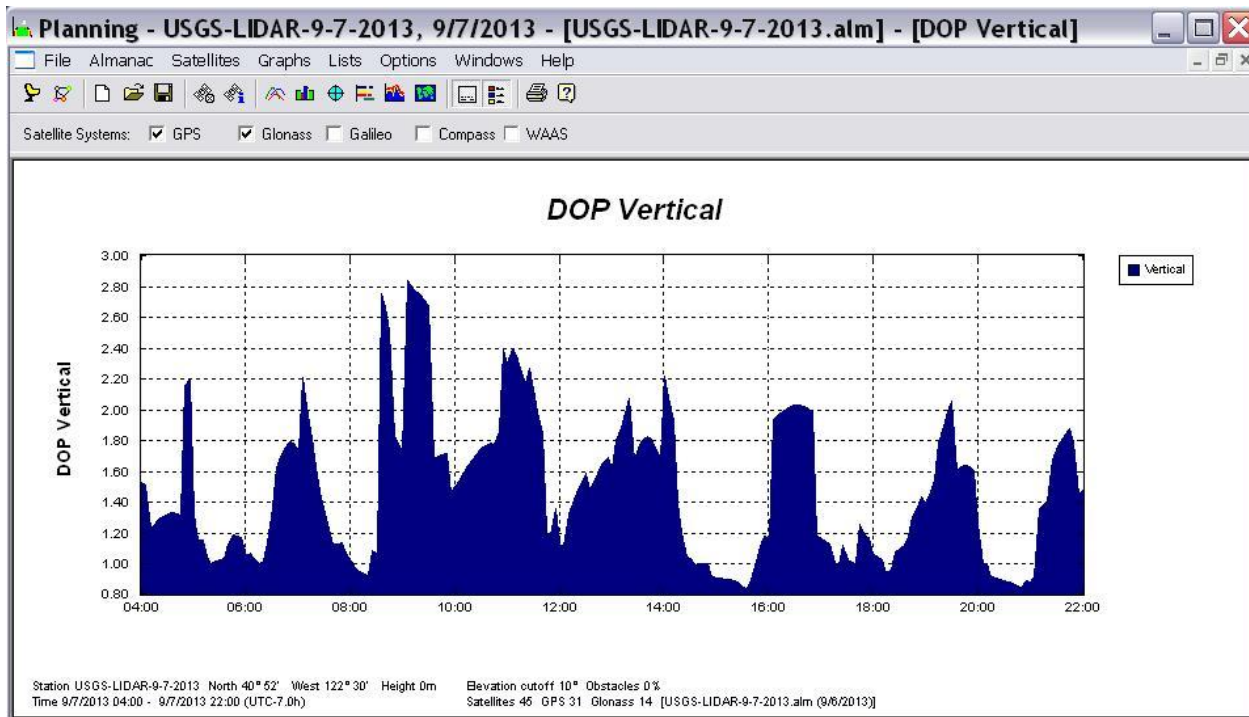 Planning - USGS-LIDAR-9-7-2013, 9/7/2013 - [USGS-LIDAR-9-7-2013.alm] - [DOP Vertical]
File Almanac Satellites Graphs Lists Options Windows Help
Satellite Systems: GPS Glonass Galileo Compass WAAS
DOP Vertical
3.00
2.80
2.60
2.40
2.20
2.00
1.80
1.60
1.40
1.20
1.00
0.80
DOP Vertical
04:00 06:00 08:00 10:00 12:00 14:00 16:00 18:00 20:00 22:00
Vertical
Station USGS-LIDAR-9-7-2013 North 40° 52' West 122° 30' Height 0m Elevation cutoff 10° Obstacles 0%
Time 9/7/2013 04:00 - 9/7/2013 22:00 (UTC-7.0h) Satellites 45 GPS 31 Glonass 14 [USGS-LIDAR-9-7-2013.alm (9/6/2013)]